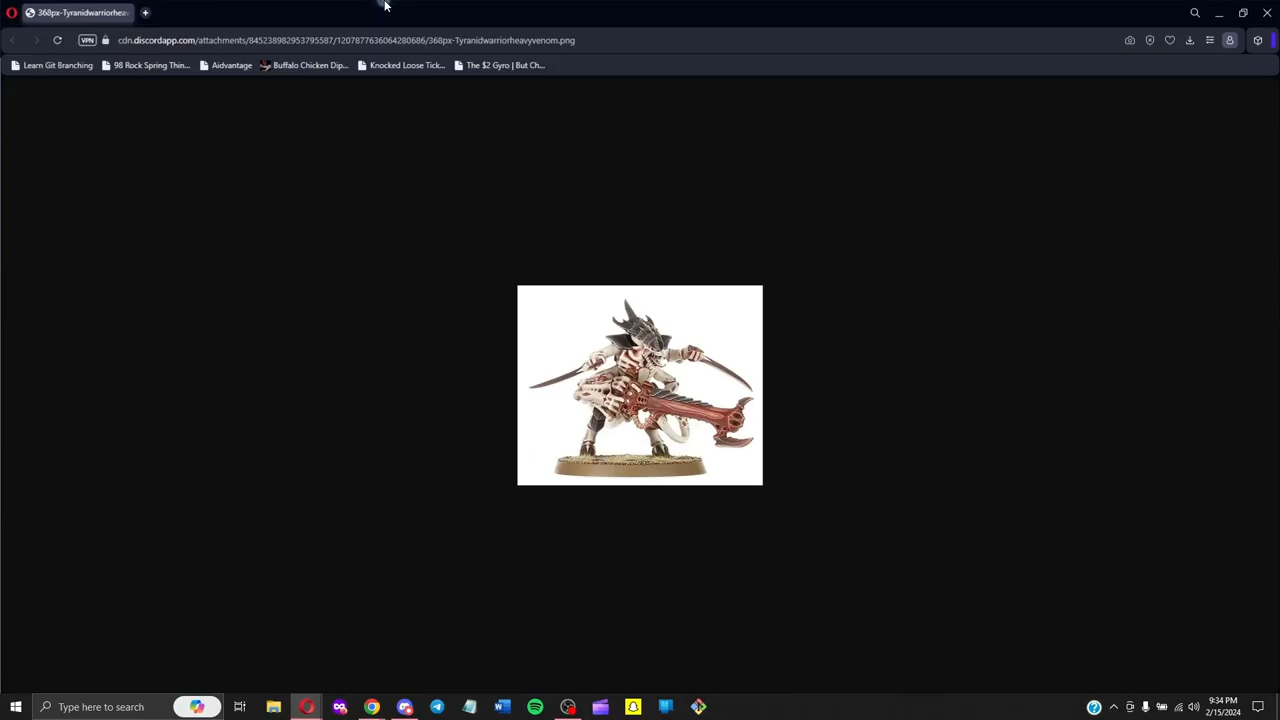 368px-Tyranidwarriorheav
VPN
cdn.discordapp.com/attachments/845238982953795587/1207877636064280686/368px-Tyranidwarriorheavyvenom.png
Learn Git Branching
98 Rock Spring Thin...
Aidvantage
Buffalo Chicken Dip...
Knocked Loose Tick...
The $2 Gyro | But Ch...
Type here to search
9:34 PM
2/15/2024